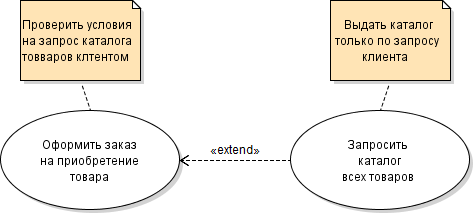 Проверить условия
на запрос каталога
товваров клтентом
Выдать каталог
только по запросу
клиента
Оформить заказ
на приобретение
товара
«extend»
Запросить
каталог
всех товаров